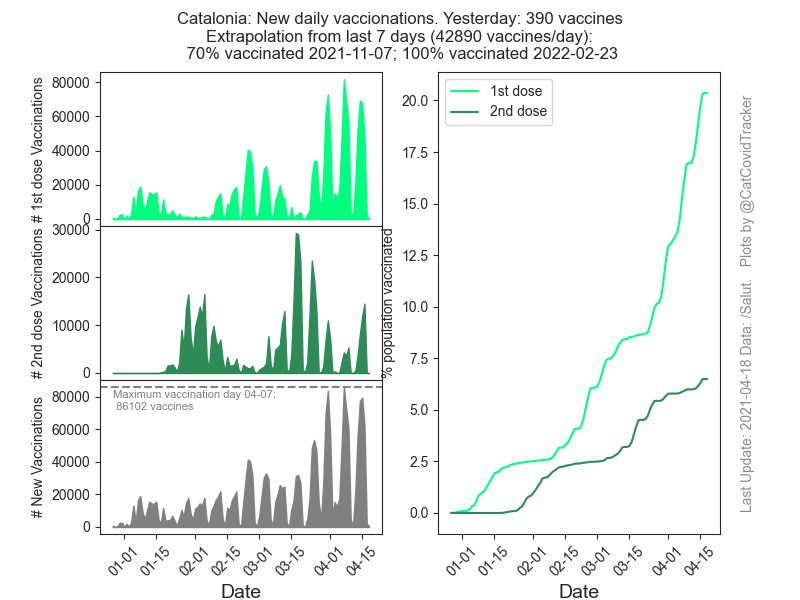 Catalonia: New daily vaccionations. Yesterday: 390 vaccines
Extrapolation from last 7 days (42890 vaccines/day):
70% vaccinated 2021-11-07; 100% vaccinated 2022-02-23
# 1st dose Vaccinations
80000
60000
40000
20000
0
# 2nd dose Vaccinations
30000
20000
10000
0
# New Vaccinations
80000
60000
40000
20000
0
Maximum vaccination day 04-07:
86102 vaccines
01-01
01-15
02-01
02-15
03-01
03-15
04-01
04-15
Date
% population vaccinated
20.0
17.5
15.0
12.5
10.0
7.5
5.0
2.5
0.0
1st dose
2nd dose
01-01
01-15
02-01
02-15
03-01
03-15
04-01
04-15
Date
Last Update: 2021-04-18 Data: /Salut. Plots by @CatCovidTracker